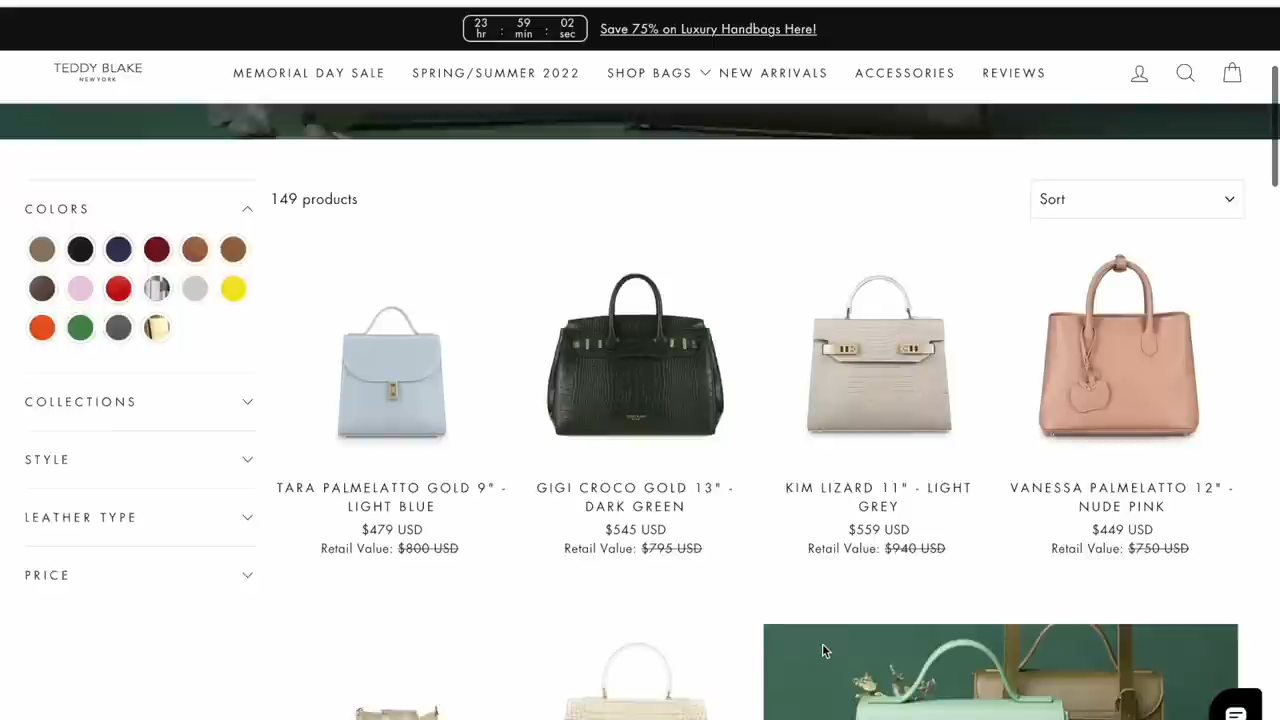 23 : 59 : 02
hr min sec
Save 75% on Luxury Handbags Here!
TEDDY BLAKE
NEW YORK
MEMORIAL DAY SALE SPRING/SUMMER 2022 SHOP BAGS NEW ARRIVALS ACCESSORIES REVIEWS
COLORS
149 products
Sort
COLLECTIONS
STYLE
LEATHER TYPE
PRICE
TARA PALMELATTO GOLD 9" -
LIGHT BLUE
$479 USD
Retail Value: $800 USD
GIGI CROCO GOLD 13" -
DARK GREEN
$545 USD
Retail Value: $795 USD
KIM LIZARD 11" - LIGHT
GREY
$559 USD
Retail Value: $940 USD
VANESSA PALMELATTO 12" -
NUDE PINK
$449 USD
Retail Value: $750 USD